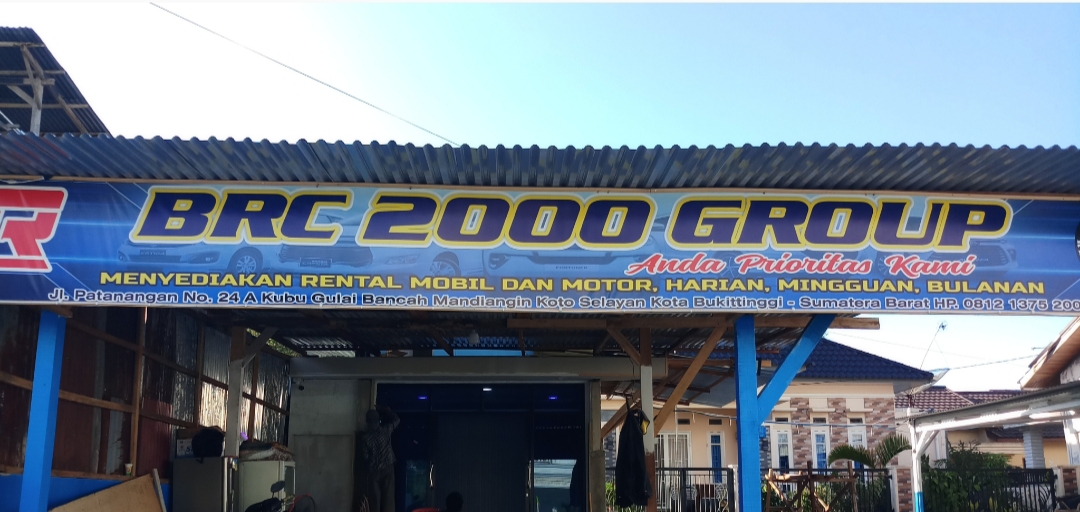 BRC 2000 GROUP
Anda Prioritas Kami
MENYEDIAKAN RENTAL MOBIL DAN MOTOR, HARIAN, MINGGUAN, BULANAN
Jl. Patanangan No. 24 A Kubu Gulai Bancah Mandiangin Koto Selayan Kota Bukittinggi - Sumatera Barat HP. 0812 1375 200